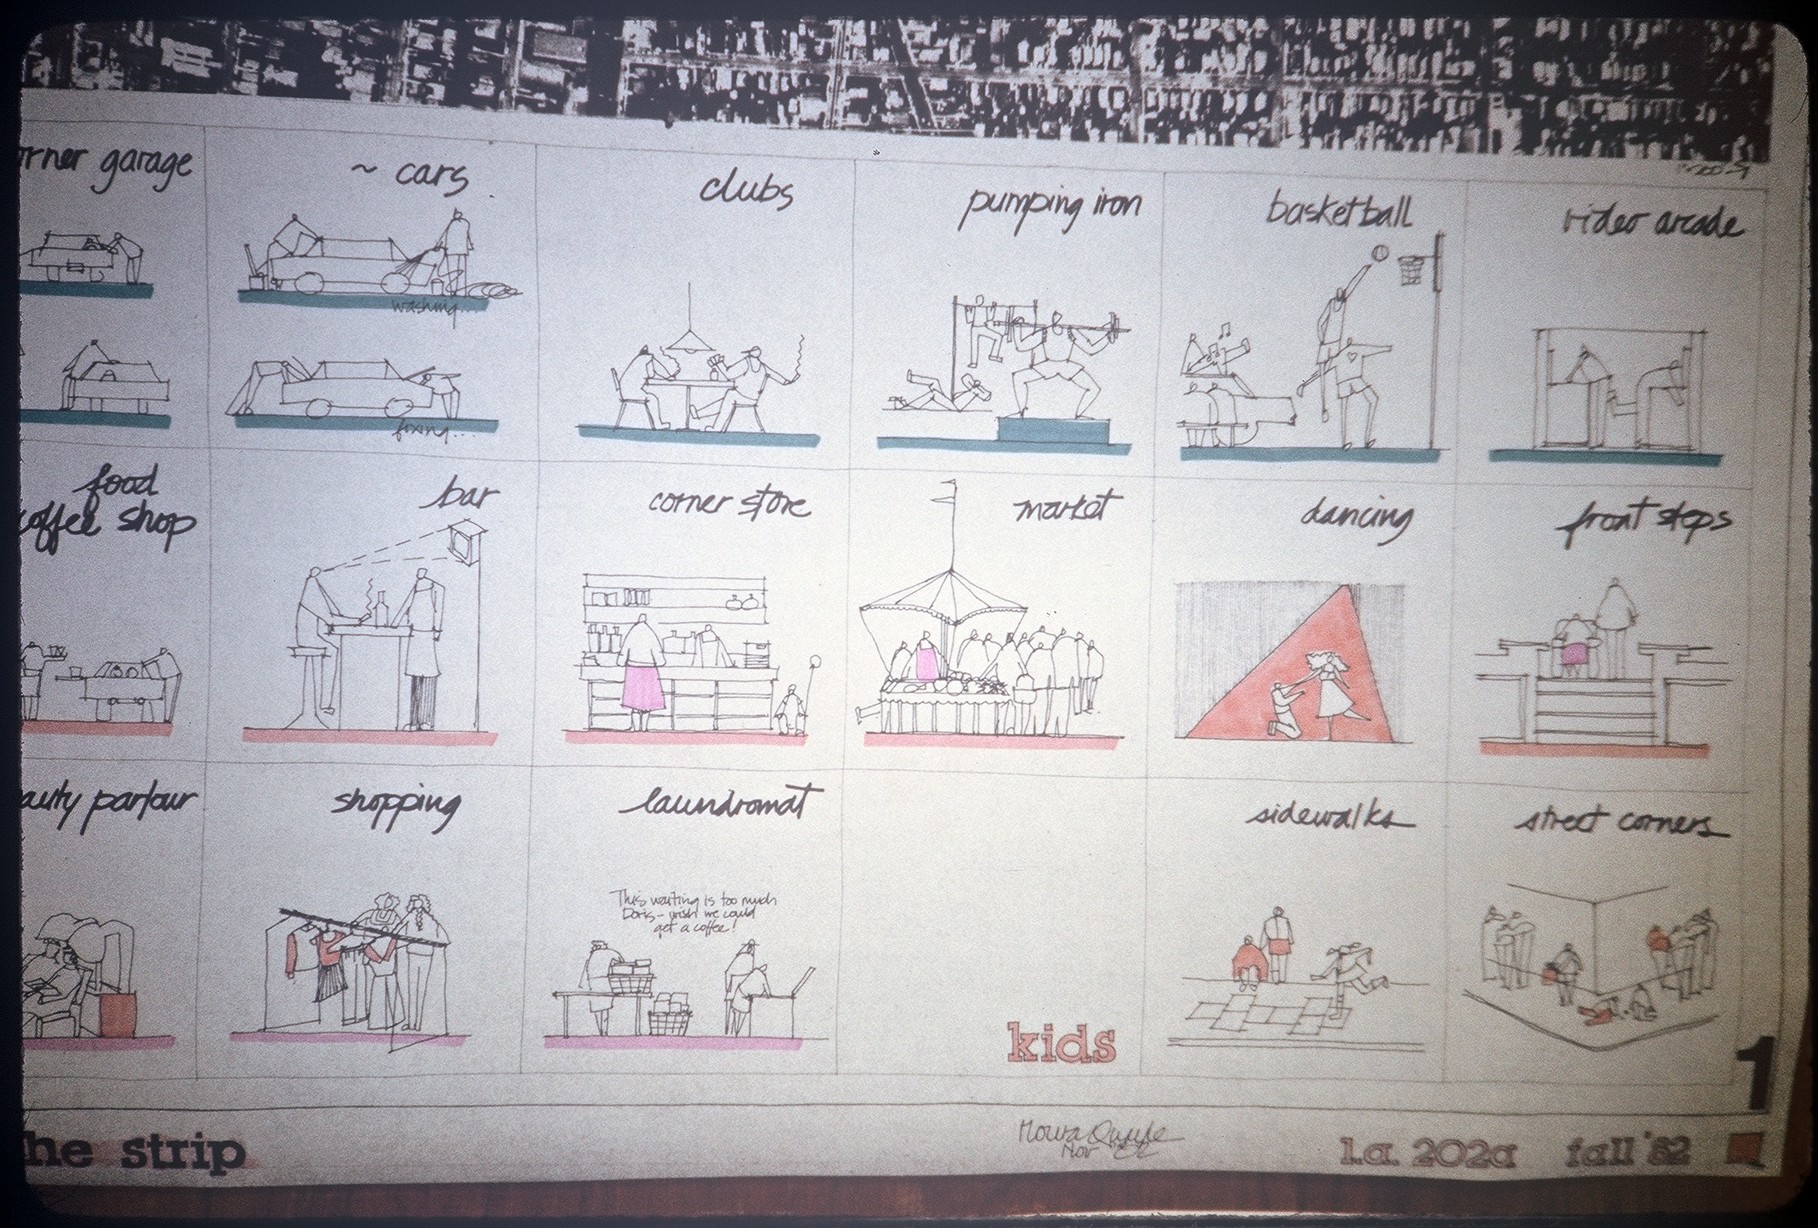 rner garage
~ cars
clubs
pumping iron
basketball
video arcade
washing...
fixing...
food
coffee shop
bar
corner store
market
dancing
front steps
auty parlour
shopping
laundromat
sidewalks
street corners
This waiting is too much
Doris - wish we could
get a coffee!
kids
1
he strip
Moura Quayle
Nov '82
l.a. 202a fall '82